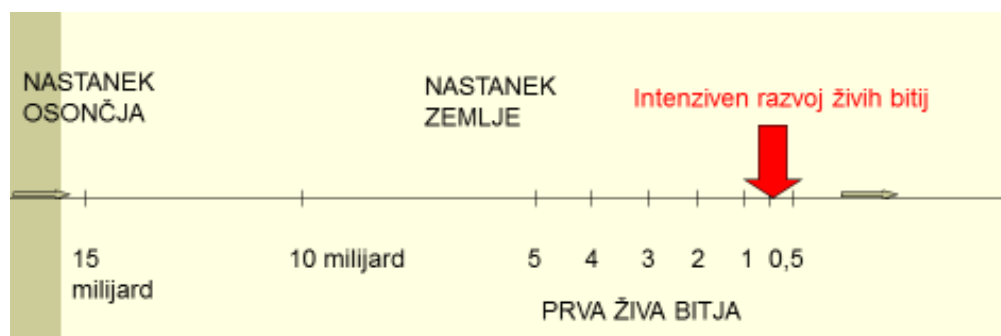 NASTANEK
OSONČJA
NASTANEK
ZEMLJE
Intenziven razvoj živih bitij
15
milijard
10 milijard
5 4 3 2 1 0,5
PRVA ŽIVA BITJA